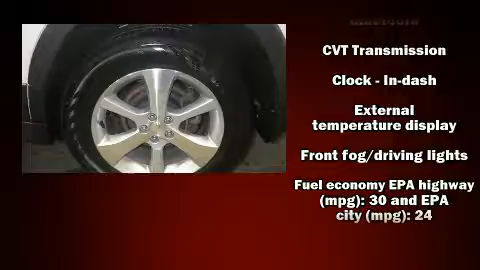 CVT Transmission
Clock - In-dash
External
temperature display
Front fog/driving lights
Fuel economy EPA highway
(mpg): 30 and EPA
city (mpg): 24